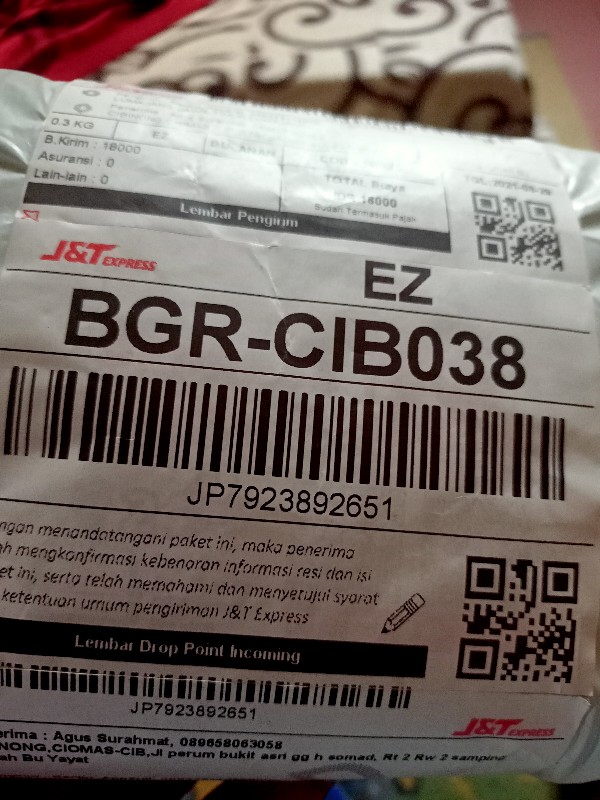 0.3 KG
EZ
B.Kirim : 18000
Asuransi : 0
Lain-lain : 0
TOTAL Biaya
18000
Sudah Termasuk Pajak
Lembar Pengirim
J&T EXPRESS
EZ
BGR-CIB038
JP7923892651
ngan menandatangani paket ini, maka penerima
ah mengkonfirmasi kebenaran informasi resi dan isi
et ini, serta telah memahami dan menyetujui syarat
ketentuan umum pengiriman J&T Express
Lembar Drop Point Incoming
JP7923892651
J&T EXPRESS
erima : Agus Surahmat, 089658063058
NONG,CIOMAS-CIB,Jl perum bukit asri gg h somad, Rt 2 Rw 2 samping
ah Bu Yayat